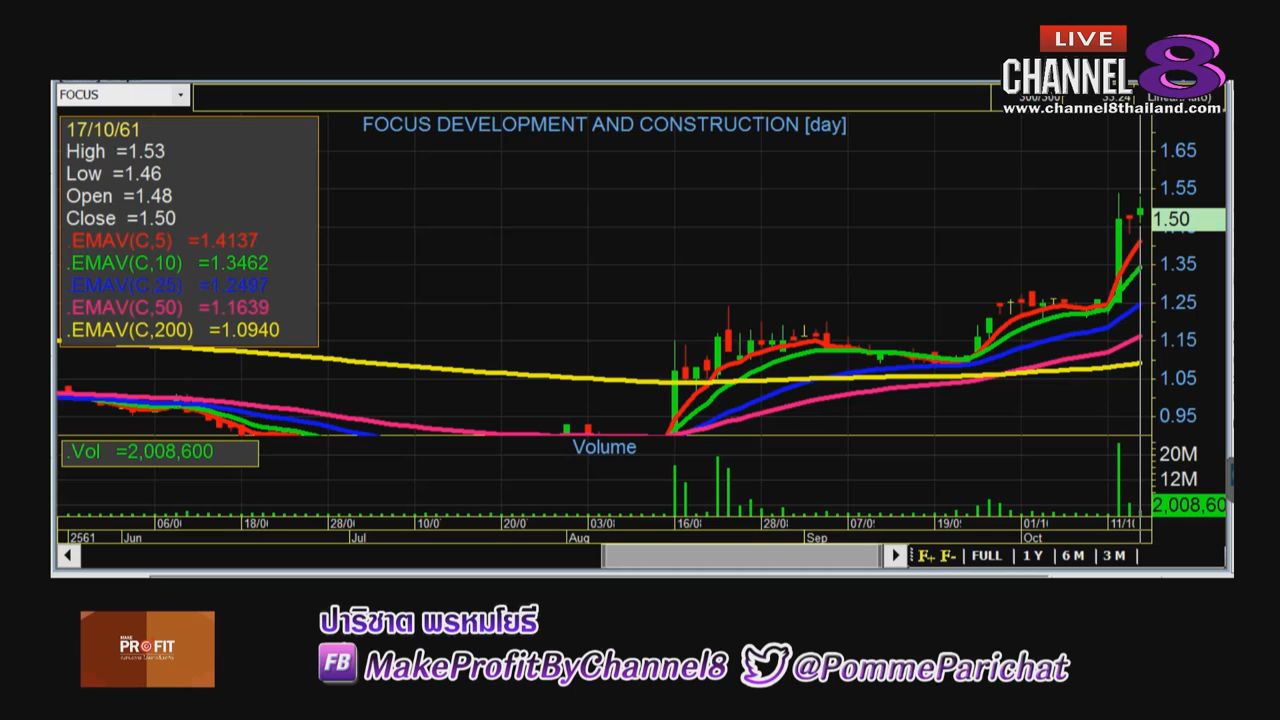 LIVE
CHANNEL 8
www.channel8thailand.com
FOCUS
FOCUS DEVELOPMENT AND CONSTRUCTION [day]
17/10/61
High =1.53
Low =1.46
Open =1.48
Close =1.50
.EMAV(C,5) =1.4137
.EMAV(C,10) =1.3462
.EMAV(C,25) =1.2497
.EMAV(C,50) =1.1639
.EMAV(C,200) =1.0940
1.65
1.55
1.50
1.35
1.25
1.15
1.05
0.95
.Vol =2,008,600
Volume
20M
12M
2,008,60
06/0 18/0 28/0 10/0 20/0 03/0 16/0 28/0 07/0 19/0 01/1 11/10
2561 Jun Jul Aug Sep Oct
F+ F- FULL 1 Y 6 M 3 M
MAKE
PROFIT
ปาริชาต พรหมโยธี
FB MakeProfitByChannel8 @PommeParichat